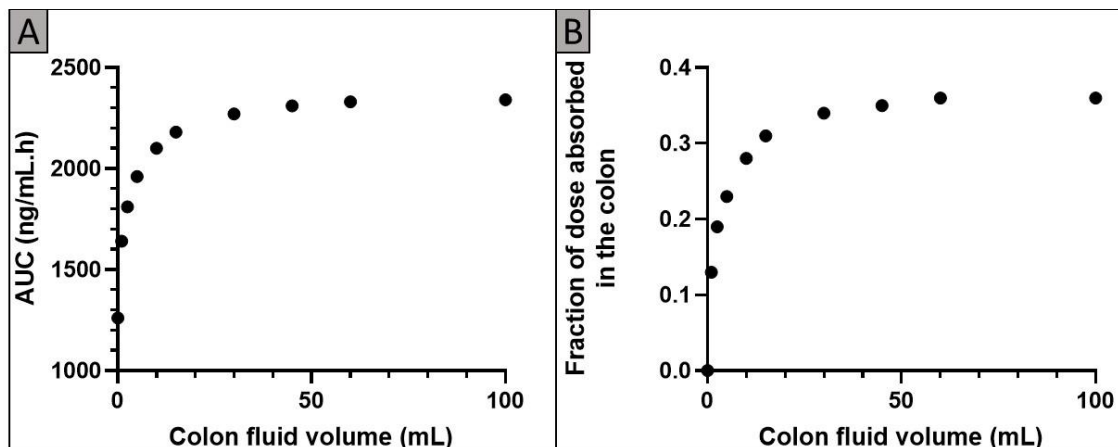 A
2500
2000
1500
1000
AUC (ng/mL.h)
0
50
100
Colon fluid volume (mL)
B
0.4
0.3
0.2
0.1
0.0
Fraction of dose absorbed
in the colon
0
50
100
Colon fluid volume (mL)